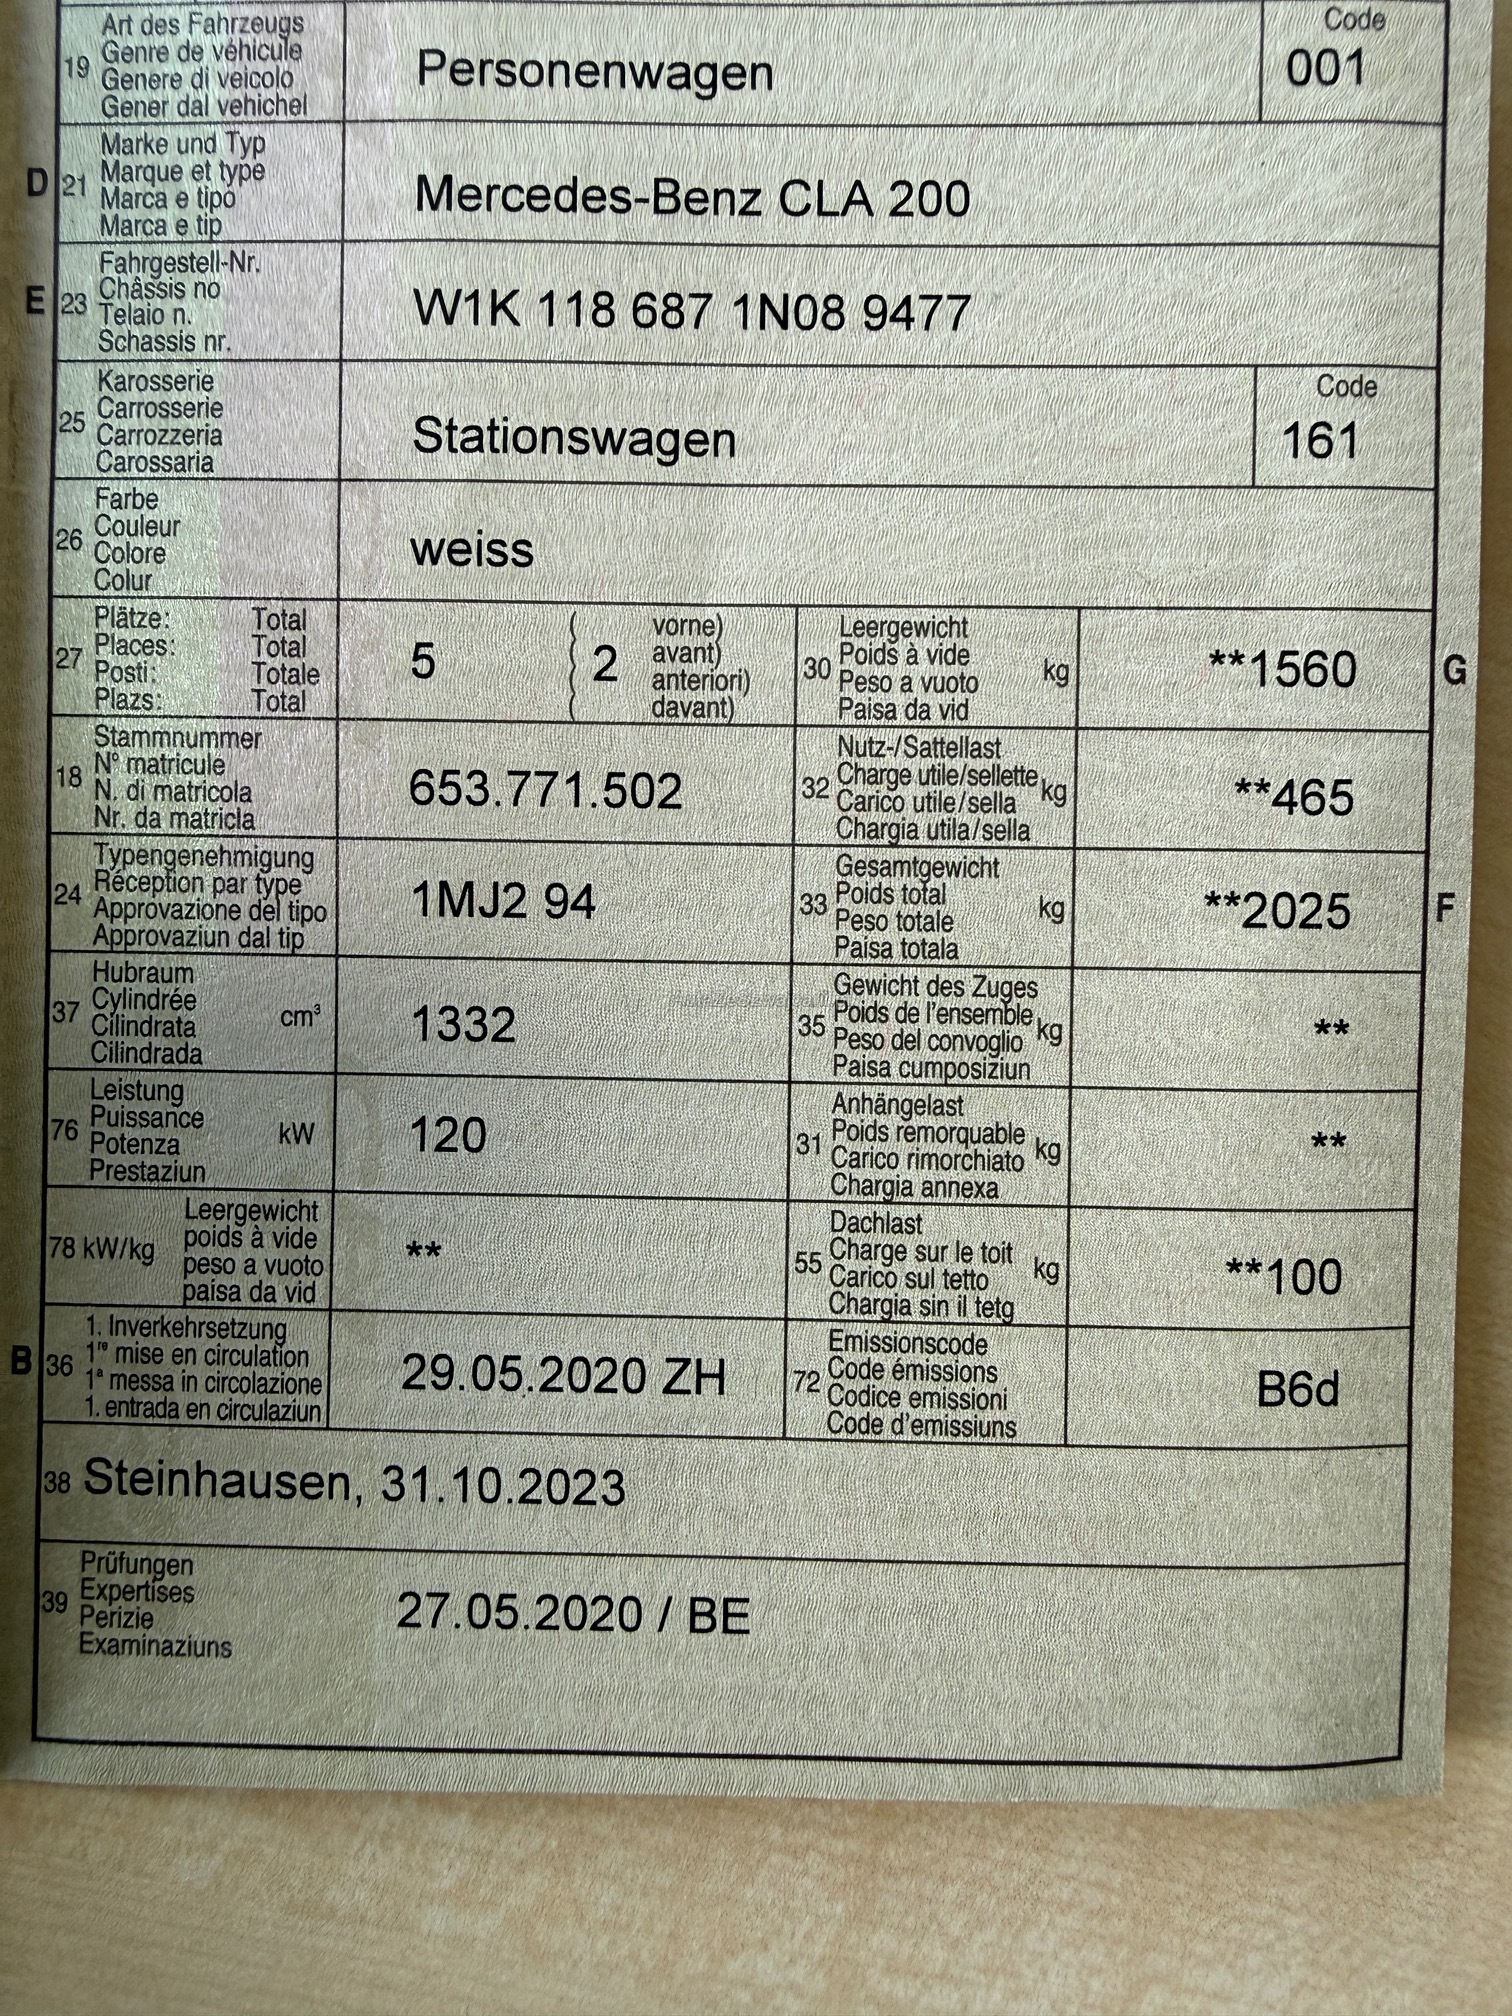 19
Art des Fahrzeugs
Genre de véhicule
Genere di veicolo
Gener dal vehichel
Personenwagen
Code
001
D
21
Marke und Typ
Marque et type
Marca e tipo
Marca e tip
Mercedes-Benz CLA 200
E
23
Fahrgestell-Nr.
Châssis no
Telaio n.
Schassis nr.
W1K 118 687 1N08 9477
25
Karosserie
Carrosserie
Carrozzeria
Carossaria
Stationswagen
Code
161
26
Farbe
Couleur
Colore
Colur
weiss
27
Plätze: Total
Places: Total
Posti: Totale
Plazs: Total
5
2
vorne)
avant)
anteriori)
davant)
30
Leergewicht
Poids à vide
Peso a vuoto
Paisa da vid
kg
**1560
G
18
Stammnummer
N° matricule
N. di matricola
Nr. da matricla
653.771.502
32
Nutz-/Sattellast
Charge utile/sellette
Carico utile/sella
Chargia utila/sella
kg
**465
24
Typengenehmigung
Réception par type
Approvazione del tipo
Approvaziun dal tip
1MJ2 94
33
Gesamtgewicht
Poids total
Peso totale
Paisa totala
kg
**2025
F
37
Hubraum
Cylindrée
Cilindrata
Cilindrada
cm³
1332
35
Gewicht des Zuges
Poids de l'ensemble
Peso del convoglio
Paisa cumposiziun
kg
**
76
Leistung
Puissance
Potenza
Prestaziun
kW
120
31
Anhängelast
Poids remorquable
Carico rimorchiato
Chargia annexa
kg
**
78 kW/kg
Leergewicht
poids à vide
peso a vuoto
paisa da vid
**
55
Dachlast
Charge sur le toit
Carico sul tetto
Chargia sin il tetg
kg
**100
B
36
1. Inverkehrsetzung
1re mise en circulation
1a messa in circolazione
1. entrada en circulaziun
29.05.2020 ZH
72
Emissionscode
Code émissions
Codice emissioni
Code d'emissiuns
B6d
38 Steinhausen, 31.10.2023
39
Prüfungen
Expertises
Perizie
Examinaziuns
27.05.2020 / BE